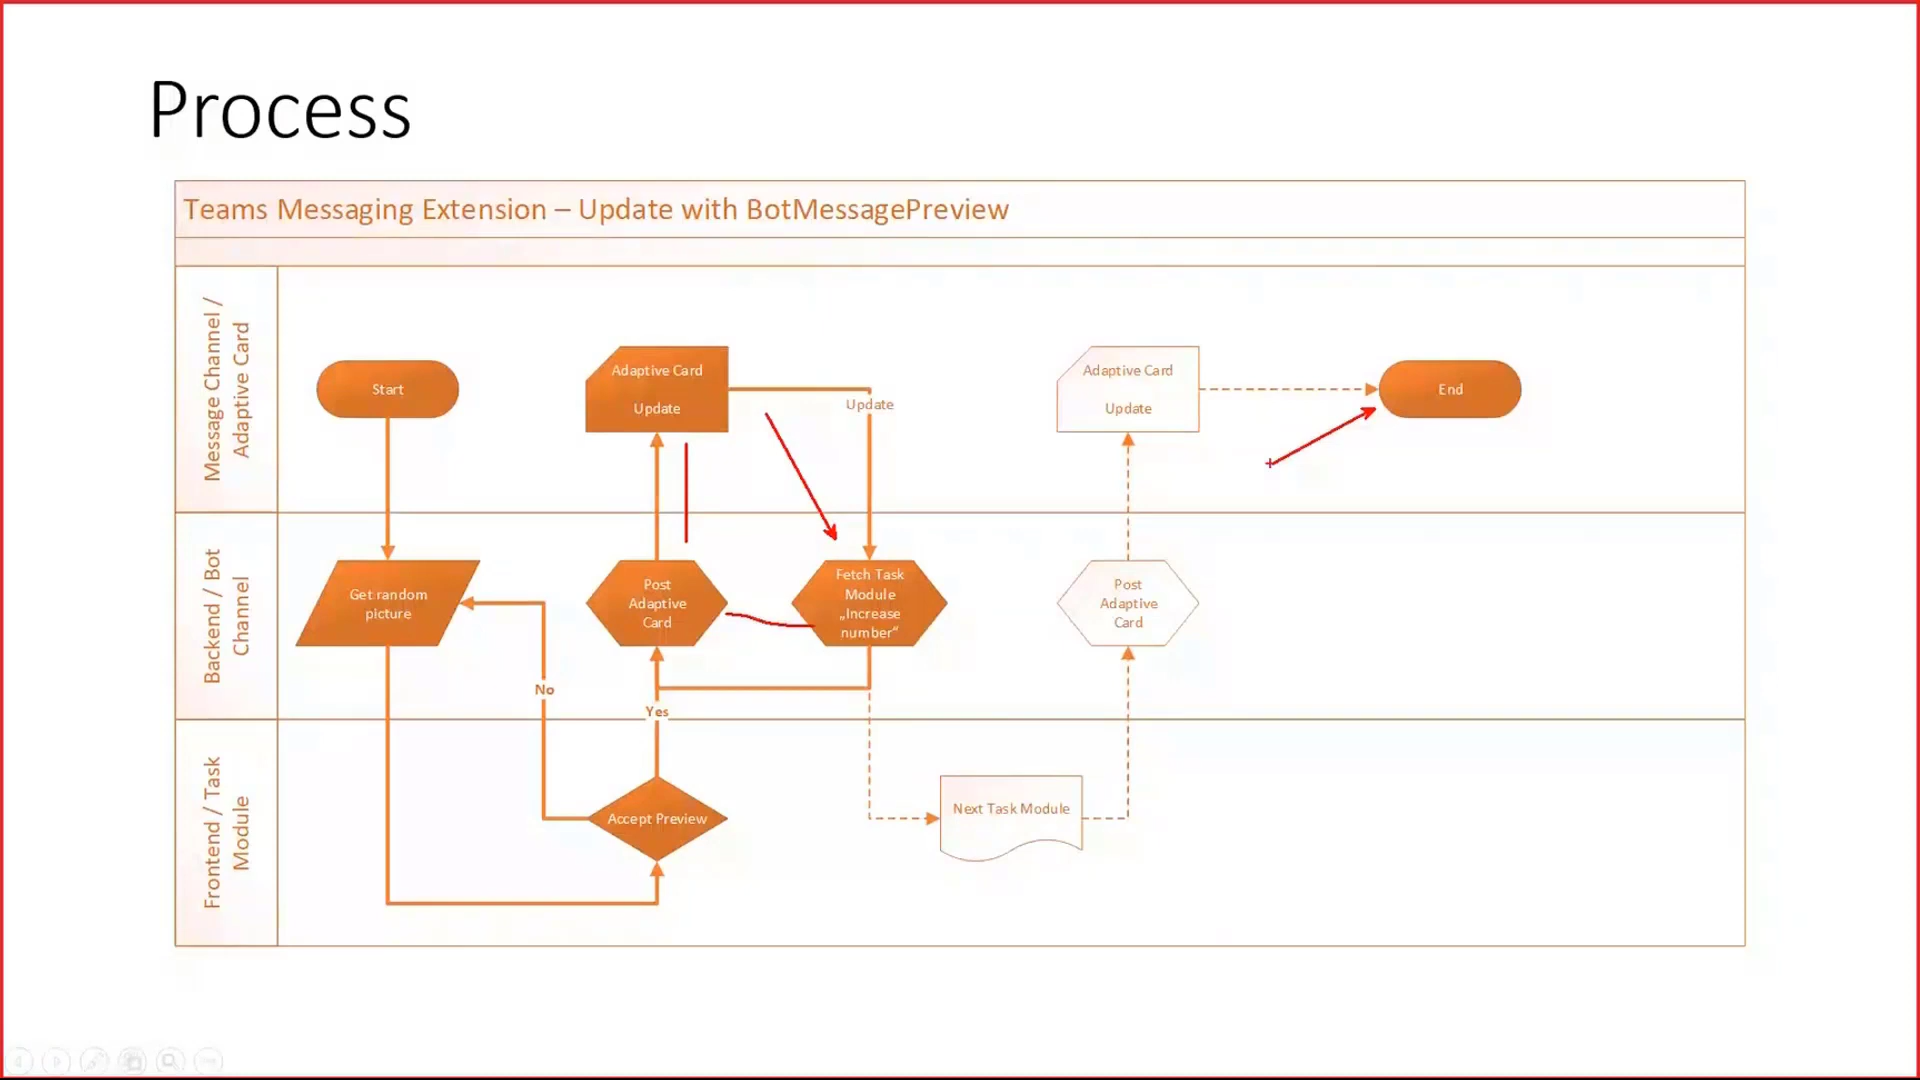 Process
Teams Messaging Extension – Update with BotMessagePreview
Message Channel /
Adaptive Card
Start
Adaptive Card
Update
Update
Adaptive Card
Update
End
Backend / Bot
Channel
Get random
picture
Post
Adaptive
Card
Fetch Task
Module
„Increase
number“
Post
Adaptive
Card
No
Yes
Frontend / Task
Module
Accept Preview
Next Task Module